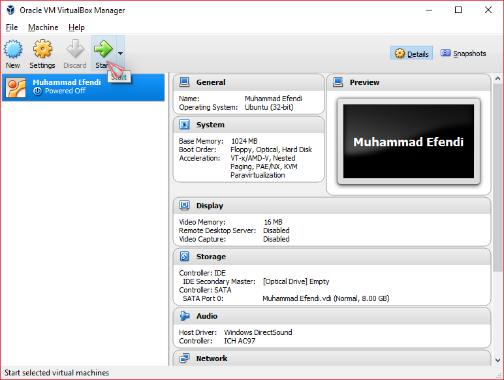 Oracle VM VirtualBox Manager
File Machine Help
New Settings Discard Start
Start
Details Snapshots
Muhammad Efendi
Powered Off
General
Name: Muhammad Efendi
Operating System: Ubuntu (32-bit)
System
Base Memory: 1024 MB
Boot Order: Floppy, Optical, Hard Disk
Acceleration: VT-x/AMD-V, Nested
Paging, PAE/NX, KVM
Paravirtualization
Preview
Muhammad Efendi
Display
Video Memory: 16 MB
Remote Desktop Server: Disabled
Video Capture: Disabled
Storage
Controller: IDE
IDE Secondary Master: [Optical Drive] Empty
Controller: SATA
SATA Port 0: Muhammad Efendi.vdi (Normal, 8.00 GB)
Audio
Host Driver: Windows DirectSound
Controller: ICH AC97
Network
Start selected virtual machines